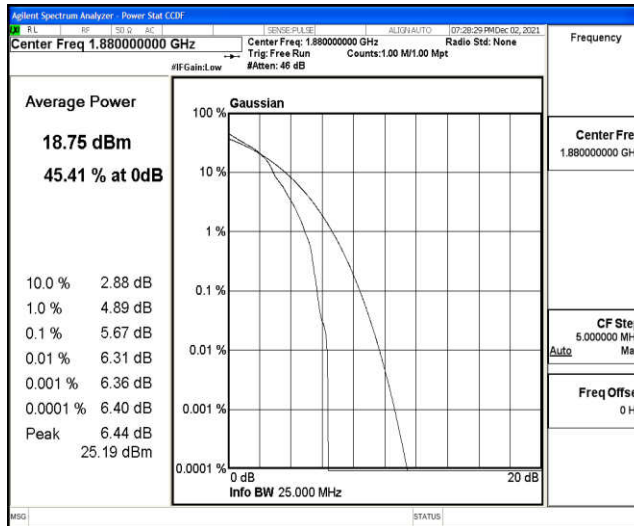 Agilent Spectrum Analyzer - Power Stat CCDF
RL RF 50 Ω AC SENSE:PULSE ALIGN AUTO 07:28:29 PM Dec 02, 2021
Center Freq 1.880000000 GHz
Center Freq: 1.880000000 GHz Radio Std: None
Trig: Free Run Counts:1.00 M/1.00 Mpt
#IFGain:Low #Atten: 46 dB
Frequency
Average Power
18.75 dBm
45.41 % at 0dB
10.0 % 2.88 dB
1.0 % 4.89 dB
0.1 % 5.67 dB
0.01 % 6.31 dB
0.001 % 6.36 dB
0.0001 % 6.40 dB
Peak 6.44 dB
25.19 dBm
Gaussian
100 %
10 %
1 %
0.1 %
0.01 %
0.001 %
0.0001 %
0 dB 20 dB
Info BW 25.000 MHz
Center Fre
1.880000000 GH
CF Step
5.000000 MH
Auto Ma
Freq Offse
0 H
MSG STATUS